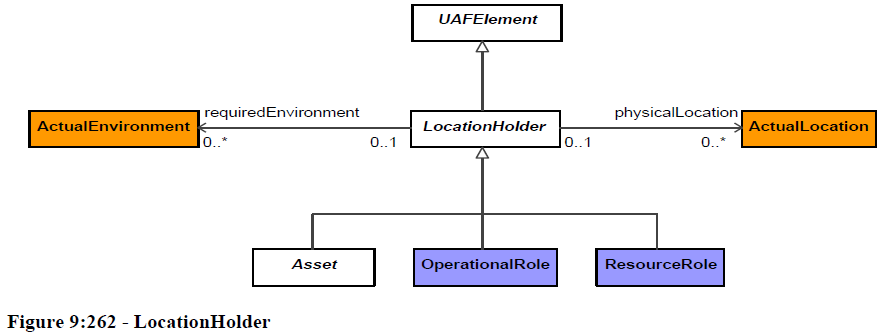 UAFElement
requiredEnvironment
physicalLocation
ActualEnvironment
LocationHolder
ActualLocation
0..*
0..1
0..1
0..*
Asset
OperationalRole
ResourceRole
Figure 9:262 - LocationHolder